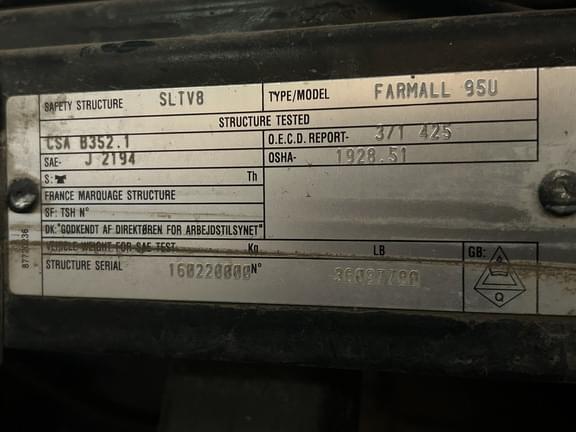 SAFETY STRUCTURE SLTV8 TYPE/MODEL FARMALL 95U
STRUCTURE TESTED
CSA B352.1 O.E.C.D. REPORT- 3/1 425
SAE- J 2194 OSHA- 1928.51
S: Th
FRANCE MARQUAGE STRUCTURE
SF: TSH N°
DK: "GODKENDT AF DIREKTØREN FOR ARBEJDSTILSYNET"
VEHICLE WEIGHT FOR SAE TEST Kg LB GB:
STRUCTURE SERIAL N°
Q